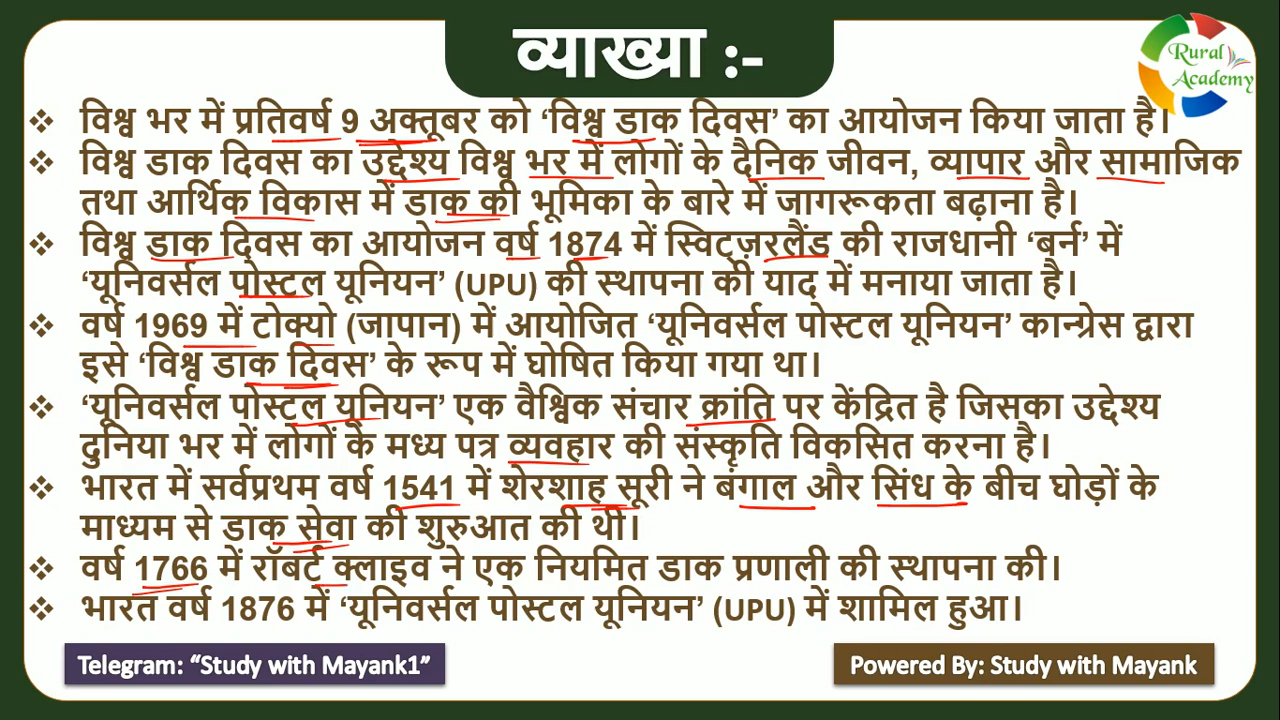 व्याख्या :-
Rural
Academy
❖ विश्व भर में प्रतिवर्ष 9 अक्तूबर को ‘विश्व डाक दिवस’ का आयोजन किया जाता है।
❖ विश्व डाक दिवस का उद्देश्य विश्व भर में लोगों के दैनिक जीवन, व्यापार और सामाजिक
तथा आर्थिक विकास में डाक की भूमिका के बारे में जागरूकता बढ़ाना है।
❖ विश्व डाक दिवस का आयोजन वर्ष 1874 में स्विट्ज़रलैंड की राजधानी ‘बर्न’ में
‘यूनिवर्सल पोस्टल यूनियन’ (UPU) की स्थापना की याद में मनाया जाता है।
❖ वर्ष 1969 में टोक्यो (जापान) में आयोजित ‘यूनिवर्सल पोस्टल यूनियन’ कान्ग्रेस द्वारा
इसे ‘विश्व डाक दिवस’ के रूप में घोषित किया गया था।
❖ ‘यूनिवर्सल पोस्टल यूनियन’ एक वैश्विक संचार क्रांति पर केंद्रित है जिसका उद्देश्य
दुनिया भर में लोगों के मध्य पत्र व्यवहार की संस्कृति विकसित करना है।
❖ भारत में सर्वप्रथम वर्ष 1541 में शेरशाह सूरी ने बंगाल और सिंध के बीच घोड़ों के
माध्यम से डाक सेवा की शुरुआत की थी।
❖ वर्ष 1766 में रॉबर्ट क्लाइव ने एक नियमित डाक प्रणाली की स्थापना की।
❖ भारत वर्ष 1876 में ‘यूनिवर्सल पोस्टल यूनियन’ (UPU) में शामिल हुआ।
Telegram: “Study with Mayank1”
Powered By: Study with Mayank